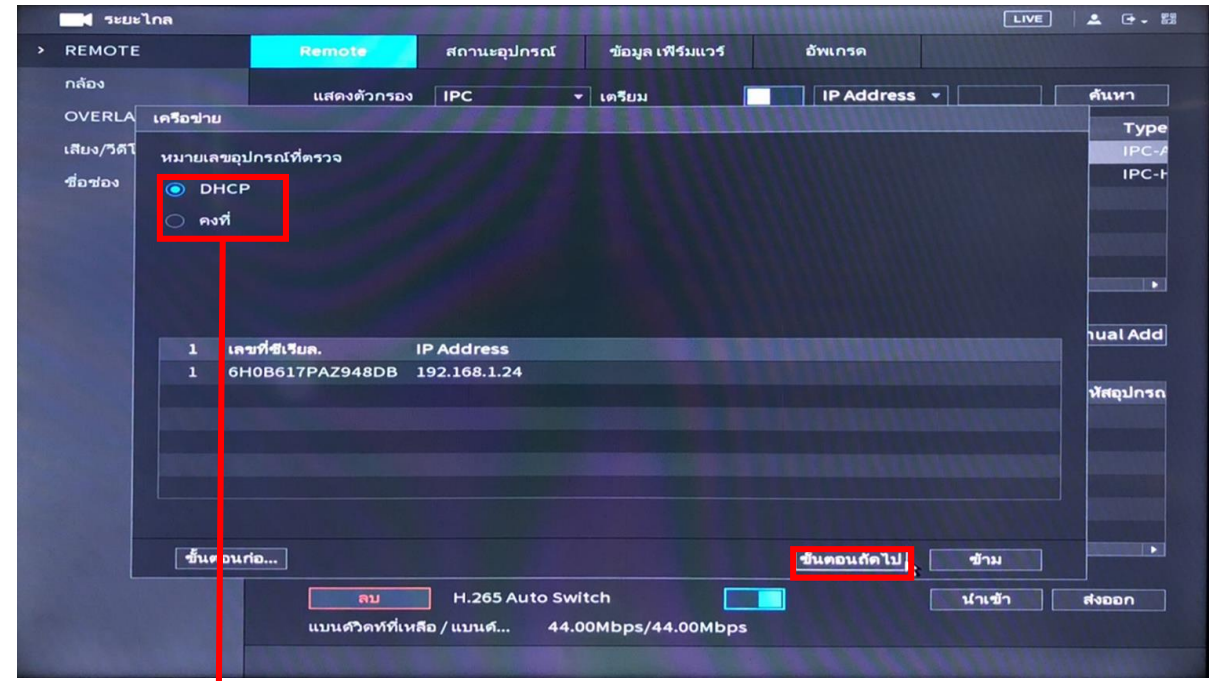 ระยะไกล
LIVE
REMOTE
Remote
สถานะอุปกรณ์
ข้อมูล เฟิร์มแวร์
อัพเกรด
กล้อง
แสดงตัวกรอง
IPC
เตรียม
IP Address
ค้นหา
OVERLA
เครือข่าย
Type
เสียง/วิดีโ
หมายเลขอุปกรณ์ที่ตรวจ
IPC-A
ชื่อช่อง
DHCP
IPC-H
คงที่
nual Add
1 เลขที่ซีเรียล. IP Address
1 6H0B617PAZ948DB 192.168.1.24
หัสอุปกรณ
ขั้นตอนก่อ...
ขั้นตอนถัดไป
ข้าม
ลบ
H.265 Auto Switch
นำเข้า
ส่งออก
แบนด์วิดท์ที่เหลือ / แบนด์... 44.00Mbps/44.00Mbps